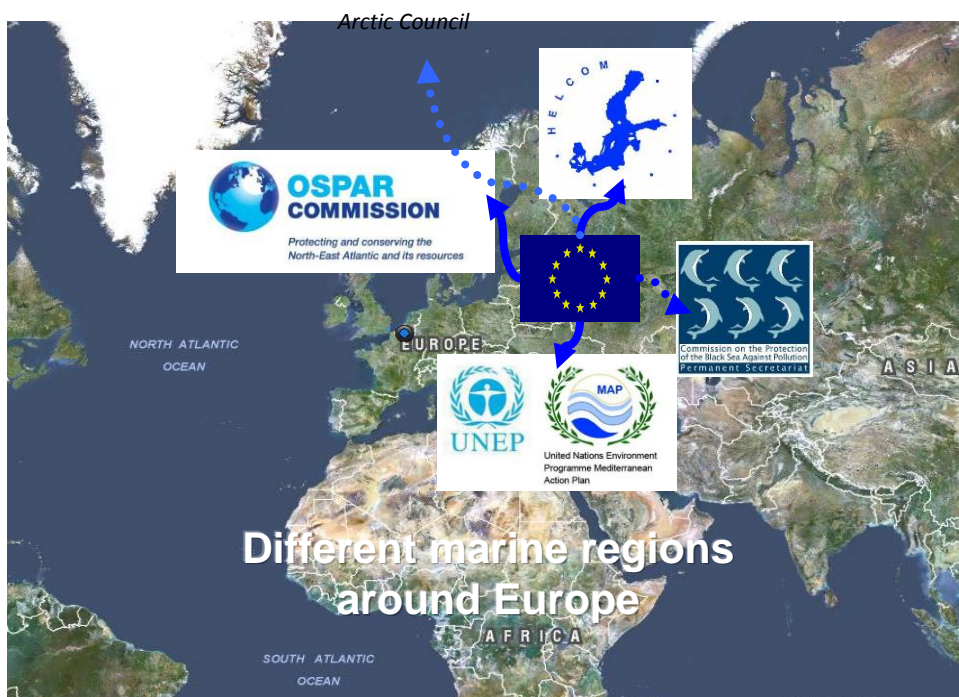 Arctic Council
HELCOM
OSPAR
COMMISSION
Protecting and conserving the
North-East Atlantic and its resources
Commission on the Protection
of the Black Sea Against Pollution
Permanent Secretariat
NORTH ATLANTIC
OCEAN
EUROPE
ASIA
UNEP
MAP
United Nations Environment
Programme Mediterranean
Action Plan
Different marine regions
around Europe
AFRICA
SOUTH ATLANTIC
OCEAN